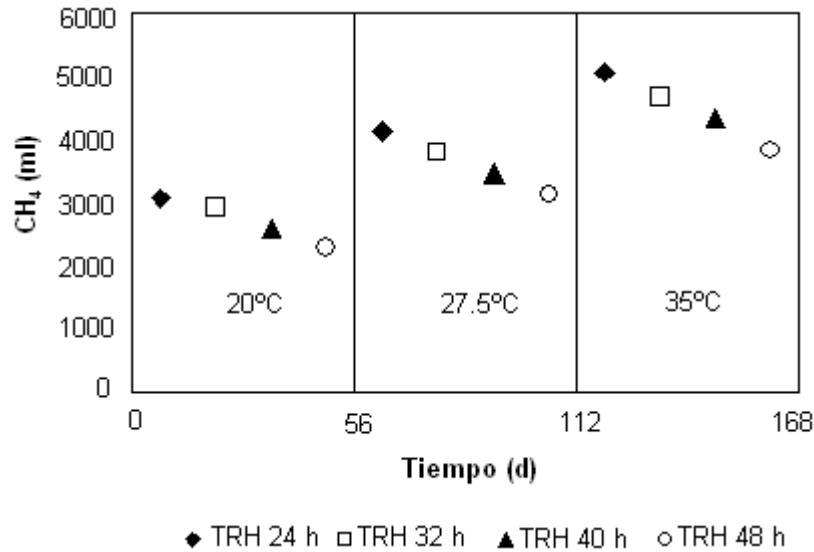 6000
5000
4000
3000
2000
1000
0
CH₄ (ml)
20ºC
27.5ºC
35ºC
0 56 112 168
Tiempo (d)
TRH 24 h TRH 32 h TRH 40 h TRH 48 h